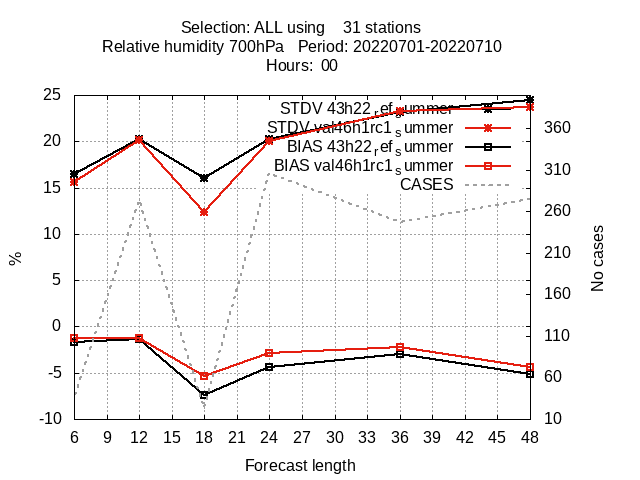 Selection: ALL using 31 stations
Relative humidity 700hPa Period: 20220701-20220710
Hours: 00
25
20
15
10
5
0
-5
-10
%
STDV 43h22_ref_summer
STDV val46h1rc1_summer
BIAS 43h22_ref_summer
BIAS val46h1rc1_summer
CASES
360
310
260
210
160
110
60
10
No cases
6 9 12 15 18 21 24 27 30 33 36 39 42 45 48
Forecast length